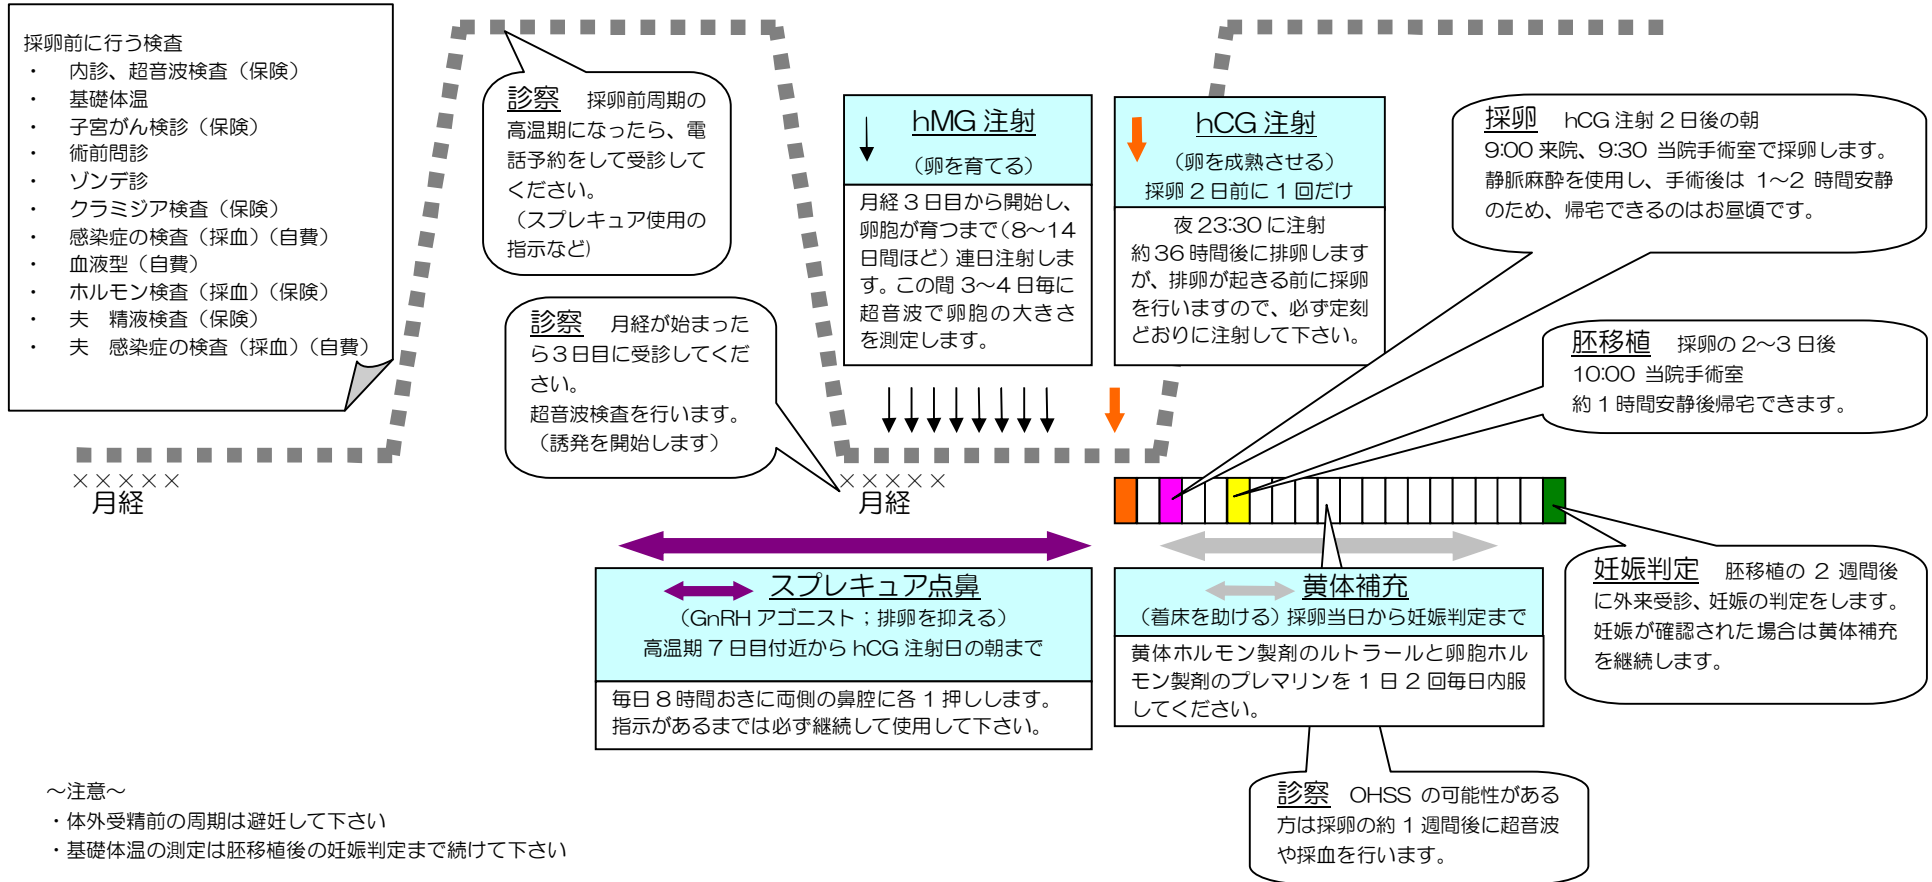 採卵前に行う検査
・ 内診、超音波検査（保険）
・ 基礎体温
・ 子宮がん検診（保険）
・ 術前問診
・ ゾンデ診
・ クラミジア検査（保険）
・ 感染症の検査（採血）（自費）
・ 血液型（自費）
・ ホルモン検査（採血）（保険）
・ 夫 精液検査（保険）
・ 夫 感染症の検査（採血）（自費）
診察 採卵前周期の
高温期になったら、電
話予約をして受診して
ください。
（スプレキュア使用の
指示など）
診察 月経が始まった
ら3日目に受診してくだ
さい。
超音波検査を行います。
（誘発を開始します）
hMG 注射
（卵を育てる）
月経 3 日目から開始し、
卵胞が育つまで（8～14
日間ほど）連日注射しま
す。この間 3～4 日毎に
超音波で卵胞の大きさ
を測定します。
hCG 注射
（卵を成熟させる）
採卵 2 日前に 1 回だけ
夜 23:30 に注射
約 36 時間後に排卵します
が、排卵が起きる前に採卵
を行いますので、必ず定刻
どおりに注射して下さい。
採卵 hCG 注射 2 日後の朝
9:00 来院、9:30 当院手術室で採卵します。
静脈麻酔を使用し、手術後は 1～2 時間安静
のため、帰宅できるのはお昼頃です。
胚移植 採卵の 2～3 日後
10:00 当院手術室
約 1 時間安静後帰宅できます。
×××××
月経
×××××
月経
スプレキュア点鼻
（GnRH アゴニスト；排卵を抑える）
高温期 7 日目付近から hCG 注射日の朝まで
毎日 8 時間おきに両側の鼻腔に各 1 押しします。
指示があるまでは必ず継続して使用して下さい。
黄体補充
（着床を助ける）採卵当日から妊娠判定まで
黄体ホルモン製剤のルトラールと卵胞ホル
モン製剤のプレマリンを 1 日 2 回毎日内服
してください。
妊娠判定 胚移植の 2 週間後
に外来受診、妊娠の判定をします。
妊娠が確認された場合は黄体補充
を継続します。
診察 OHSS の可能性がある
方は採卵の約 1 週間後に超音波
や採血を行います。
～注意～
・体外受精前の周期は避妊して下さい
・基礎体温の測定は胚移植後の妊娠判定まで続けて下さい